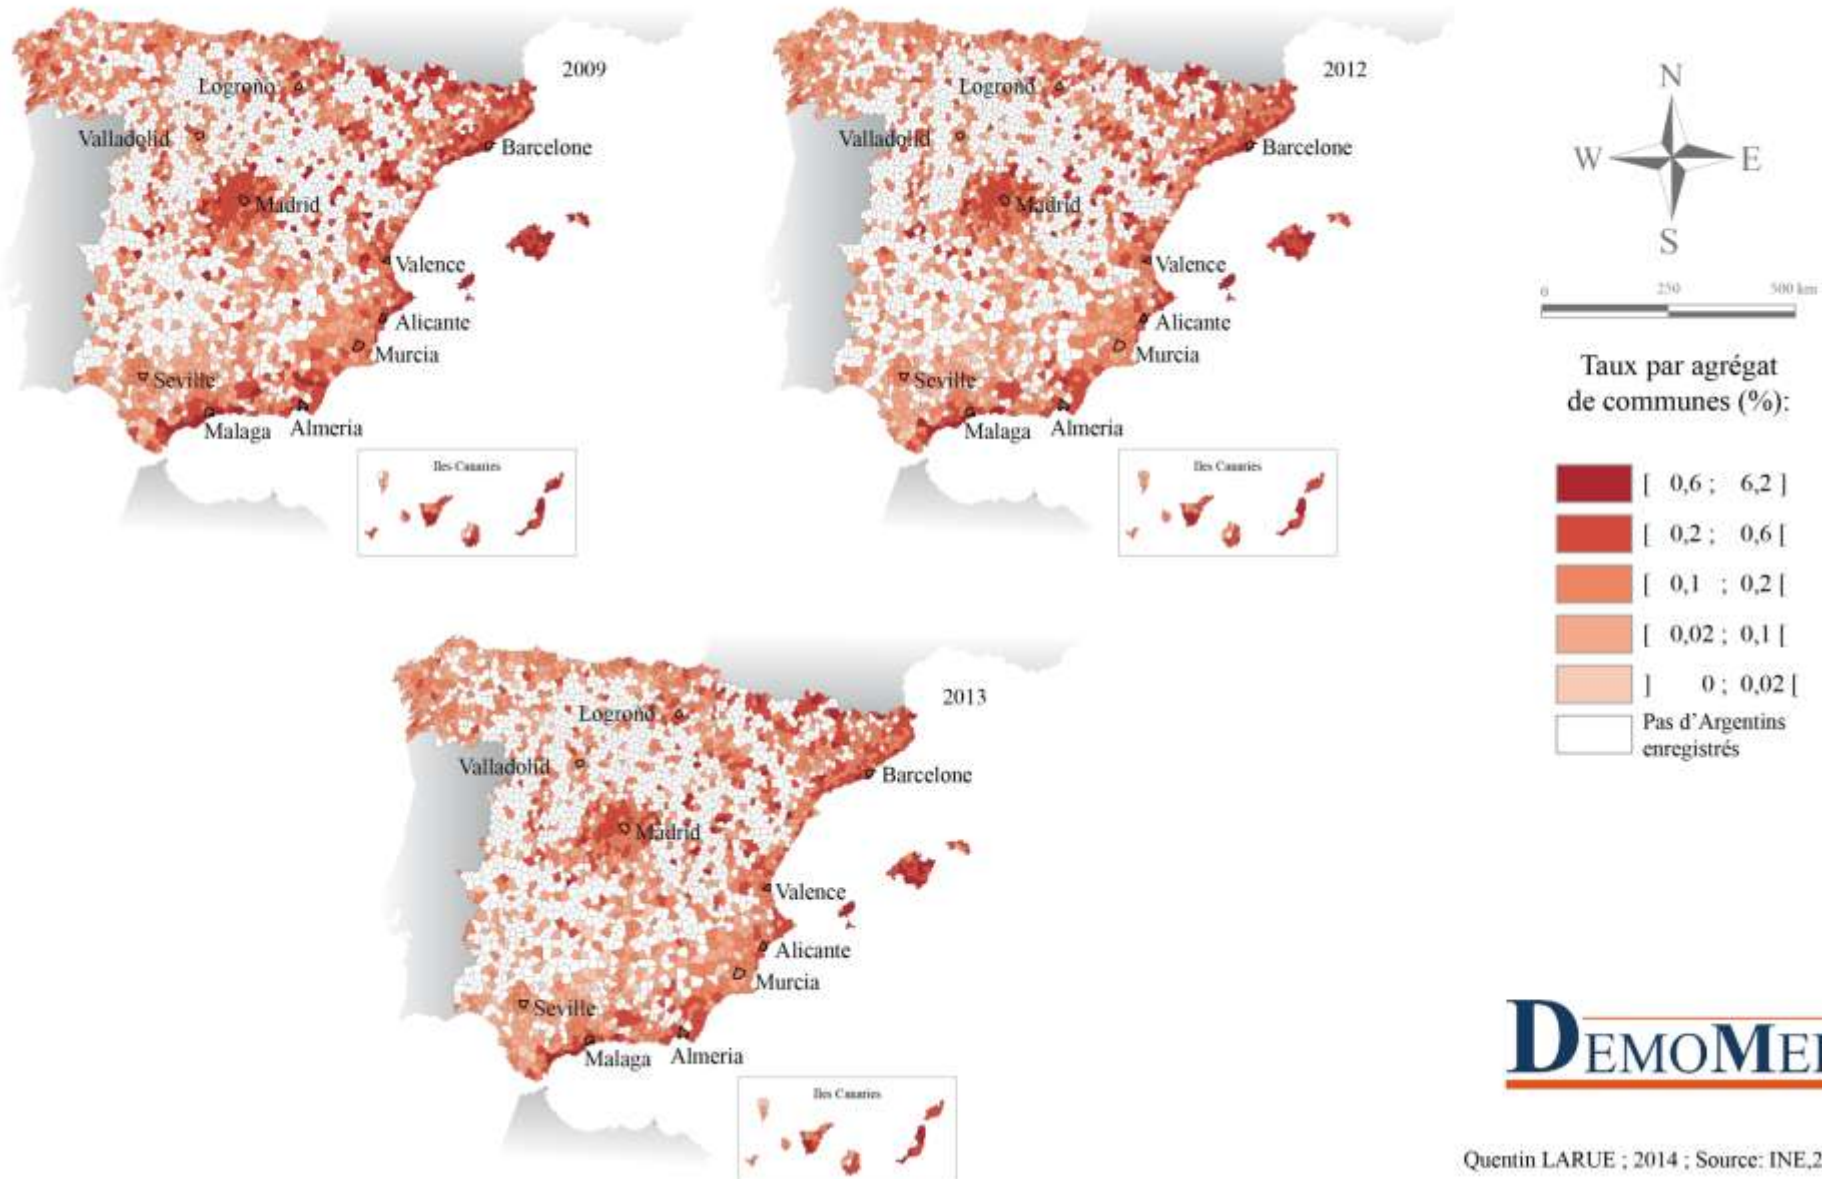 2009
Logroño
Valladolid
Barcelone
Madrid
Valence
Alicante
Murcia
Seville
Malaga
Almeria
Iles Canaries
2012
Logroño
Valladolid
Barcelone
Madrid
Valence
Alicante
Murcia
Seville
Malaga
Almeria
Iles Canaries
2013
Logroño
Valladolid
Barcelone
Madrid
Valence
Alicante
Murcia
Seville
Malaga
Almeria
Iles Canaries
N
W
E
S
0 250 500 km
Taux par agrégat
de communes (%):
[ 0,6 ; 6,2 ]
[ 0,2 ; 0,6 [
[ 0,1 ; 0,2 [
[ 0,02 ; 0,1 [
] 0 ; 0,02 [
Pas d'Argentins
enregistrés
DEMOME
Quentin LARUE ; 2014 ; Source: INE,2